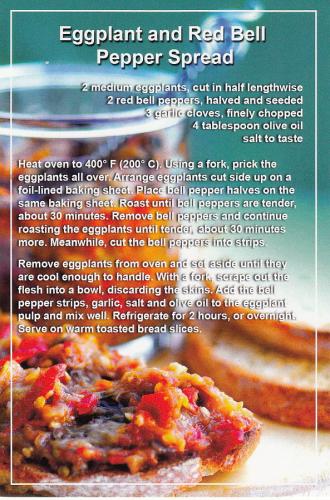 Eggplant and Red Bell
Pepper Spread
2 medium eggplants, cut in half lengthwise
2 red bell peppers, halved and seeded
3 garlic cloves, finely chopped
4 tablespoon olive oil
salt to taste
Heat oven to 400° F (200° C). Using a fork, prick the
eggplants all over. Arrange eggplants cut side up on a
foil-lined baking sheet. Place bell pepper halves on the
same baking sheet. Roast until bell peppers are tender,
about 30 minutes. Remove bell peppers and continue
roasting the eggplants until tender, about 30 minutes
more. Meanwhile, cut the bell peppers into strips.
Remove eggplants from oven and set aside until they
are cool enough to handle. With a fork, scrape out the
flesh into a bowl, discarding the skins. Add the bell
pepper strips, garlic, salt and olive oil to the eggplant
pulp and mix well. Refrigerate for 2 hours, or overnight.
Serve on warm toasted bread slices.